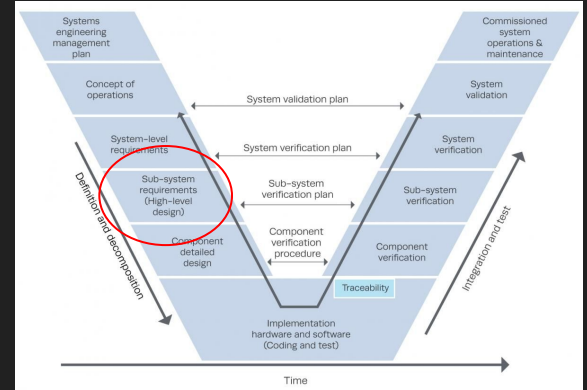 Systems
engineering
management
plan
Commissioned
system
operations &
maintenance
Concept of
operations
System validation plan
System
validation
System-level
requirements
System verification plan
System
verification
Sub-system
requirements
(High-level
design)
Sub-system
verification plan
Sub-system
verification
Component
detailed
design
Component
verification
procedure
Component
verification
Definition and decomposition
Integration and test
Traceability
Implementation
hardware and software
(Coding and test)
Time